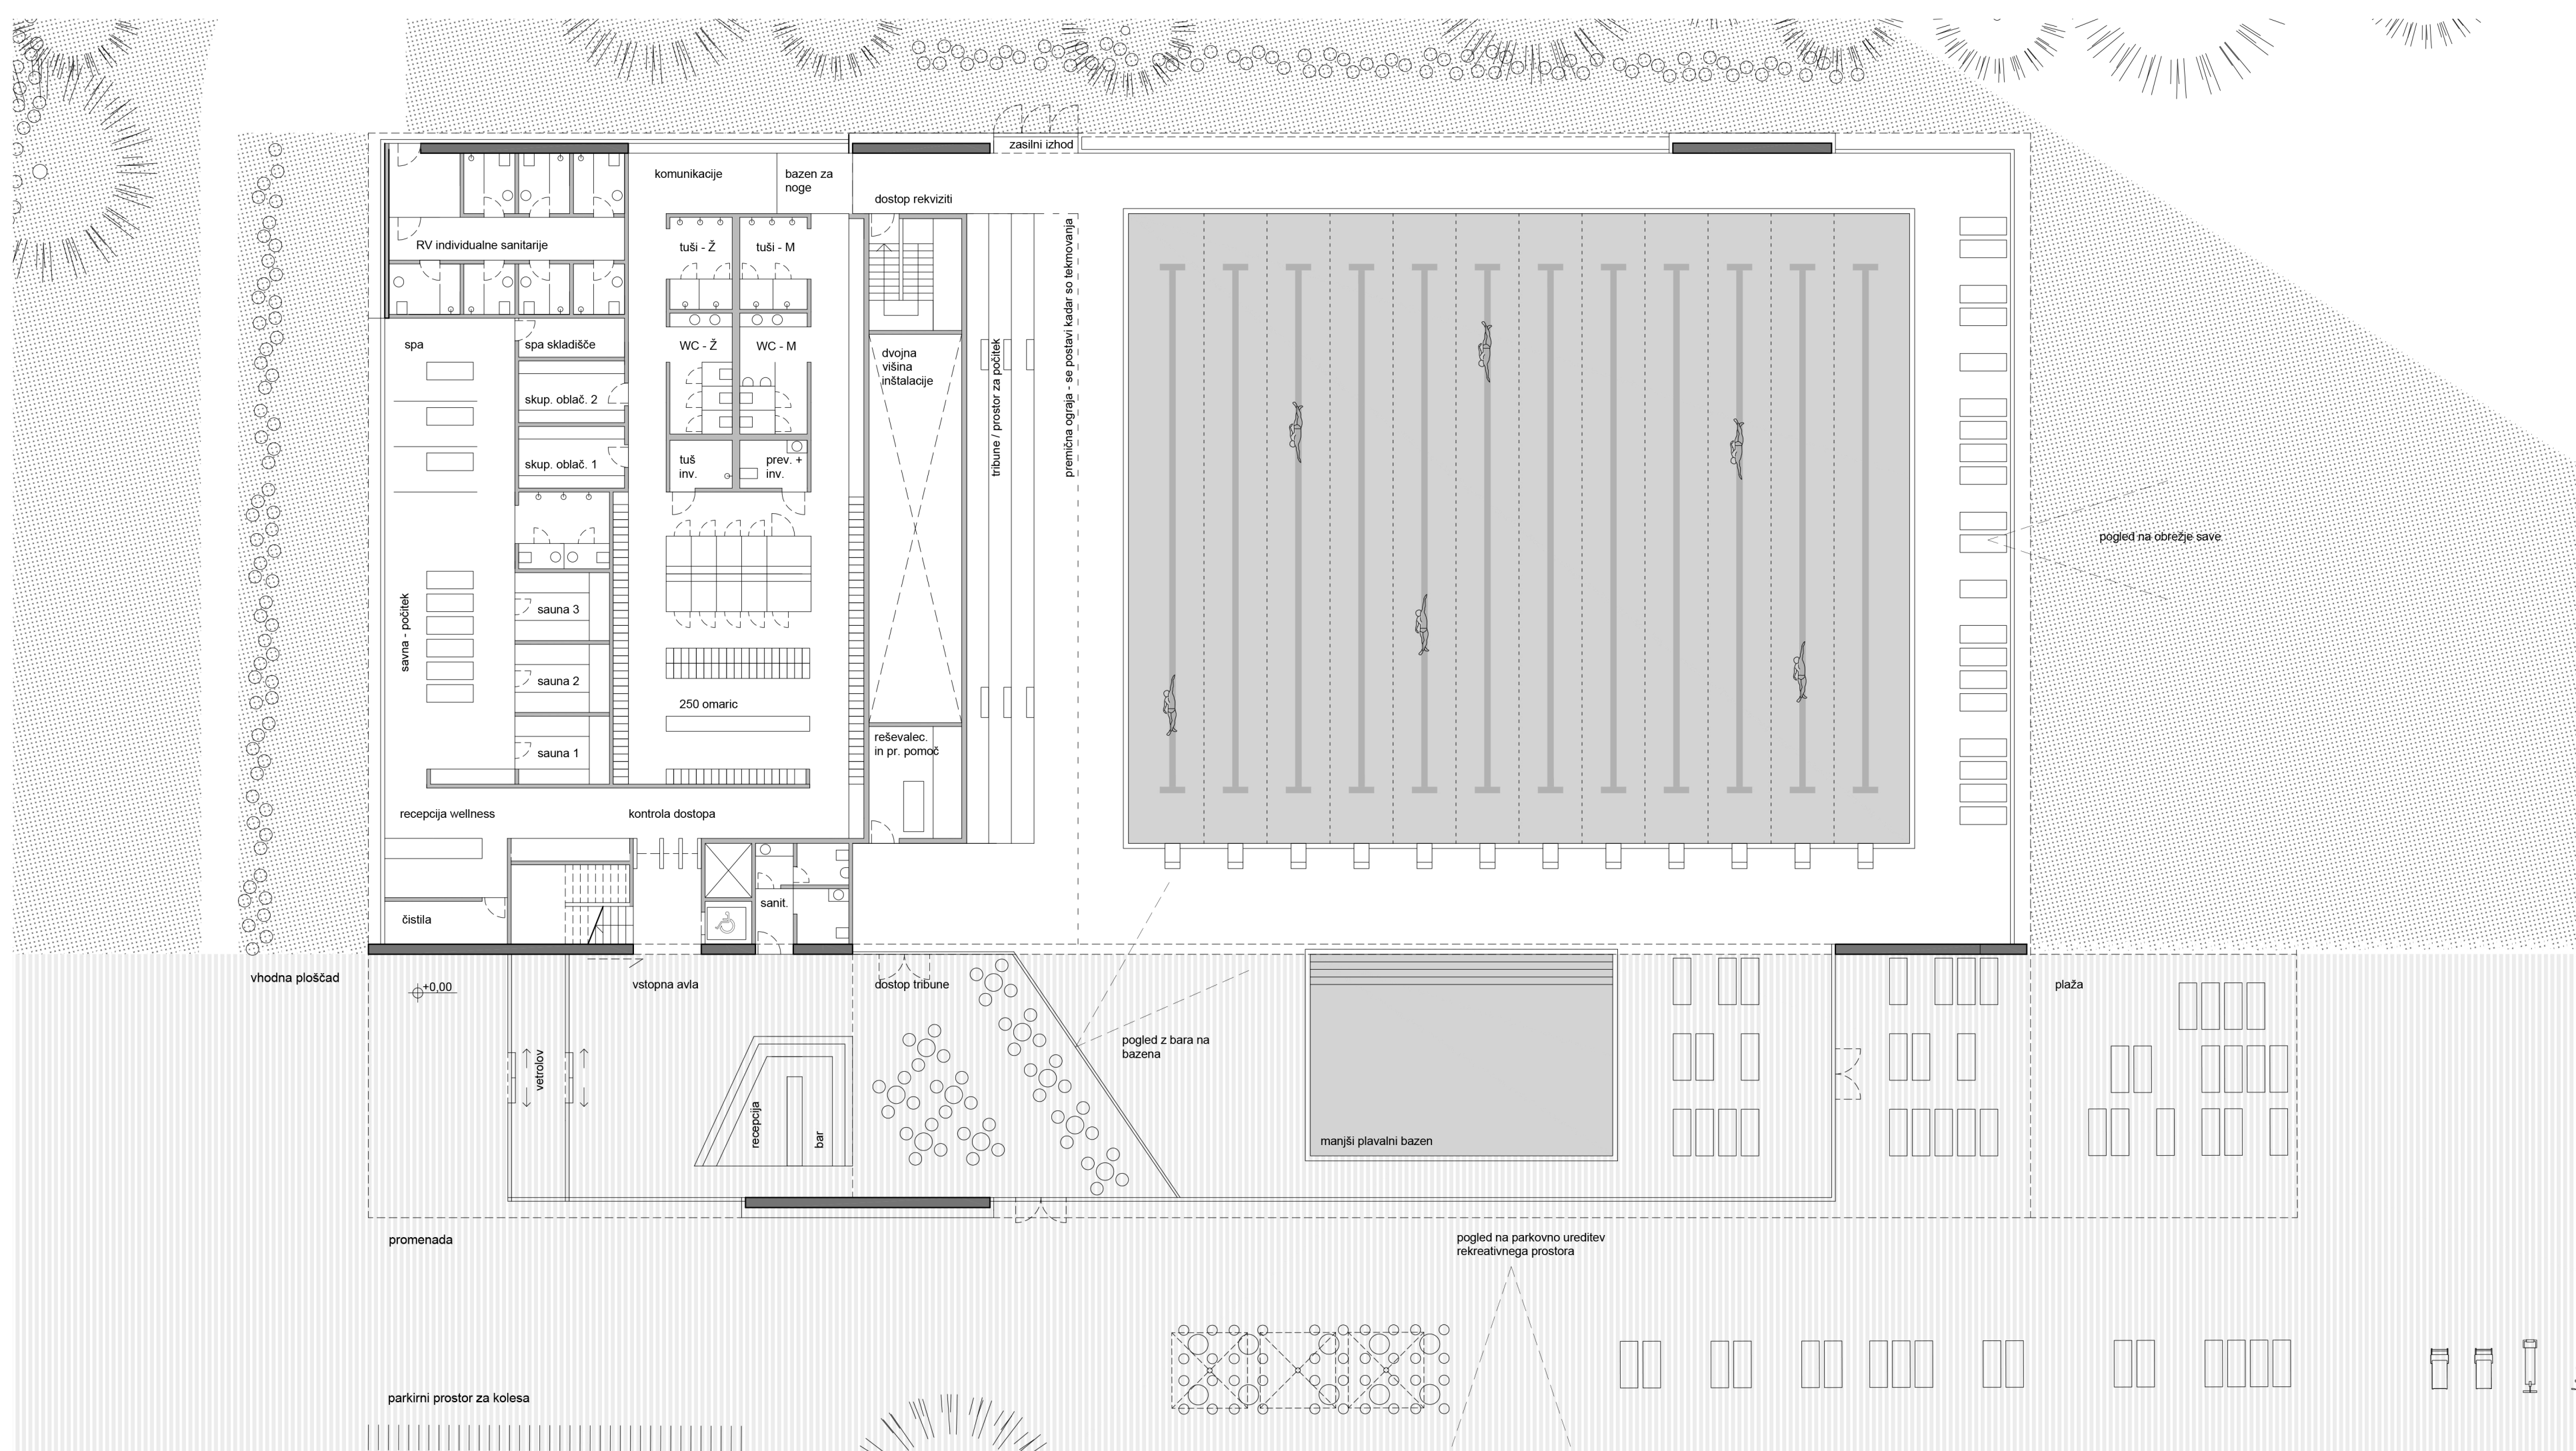 zasilni izhod
komunikacije
bazen za
noge
dostop rekviziti
RV individualne sanitarije
tuši - Ž
tuši - M
spa
spa skladišče
WC - Ž
WC - M
dvojna
višina
inštalacije
tribune / prostor za počitek
premična ograja - se postavi kadar so tekmovanja
skup. oblač. 2
skup. oblač. 1
tuš
inv.
prev. +
inv.
pogled na obrežje save
savna - počitek
sauna 3
sauna 2
250 omaric
sauna 1
reševalec.
in pr. pomoč
recepcija wellness
kontrola dostopa
sanit.
čistila
vhodna ploščad
+0,00
vstopna avla
dostop tribune
plaža
vetrolov
pogled z bara na
bazena
recepcija
bar
manjši plavalni bazen
promenada
pogled na parkovno ureditev
rekreativnega prostora
parkirni prostor za kolesa